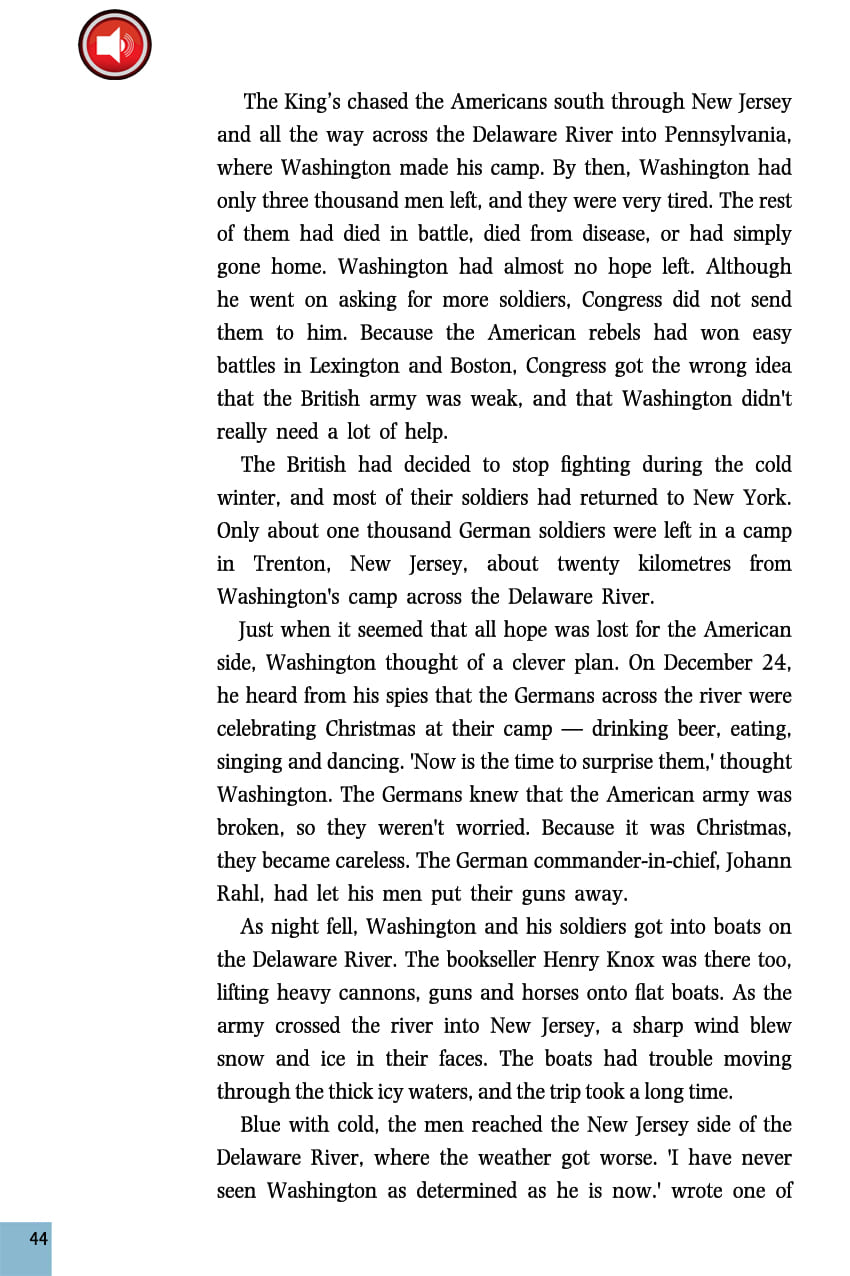 The King’s chased the Americans south through New Jersey
and all the way across the Delaware River into Pennsylvania,
where Washington made his camp. By then, Washington had
only three thousand men left, and they were very tired. The rest
of them had died in battle, died from disease, or had simply
gone home. Washington had almost no hope left. Although
he went on asking for more soldiers, Congress did not send
them to him. Because the American rebels had won easy
battles in Lexington and Boston, Congress got the wrong idea
that the British army was weak, and that Washington didn't
really need a lot of help.
The British had decided to stop fighting during the cold
winter, and most of their soldiers had returned to New York.
Only about one thousand German soldiers were left in a camp
in Trenton, New Jersey, about twenty kilometres from
Washington's camp across the Delaware River.
Just when it seemed that all hope was lost for the American
side, Washington thought of a clever plan. On December 24,
he heard from his spies that the Germans across the river were
celebrating Christmas at their camp — drinking beer, eating,
singing and dancing. 'Now is the time to surprise them,' thought
Washington. The Germans knew that the American army was
broken, so they weren't worried. Because it was Christmas,
they became careless. The German commander-in-chief, Johann
Rahl, had let his men put their guns away.
As night fell, Washington and his soldiers got into boats on
the Delaware River. The bookseller Henry Knox was there too,
lifting heavy cannons, guns and horses onto flat boats. As the
army crossed the river into New Jersey, a sharp wind blew
snow and ice in their faces. The boats had trouble moving
through the thick icy waters, and the trip took a long time.
Blue with cold, the men reached the New Jersey side of the
Delaware River, where the weather got worse. 'I have never
seen Washington as determined as he is now.' wrote one of
44